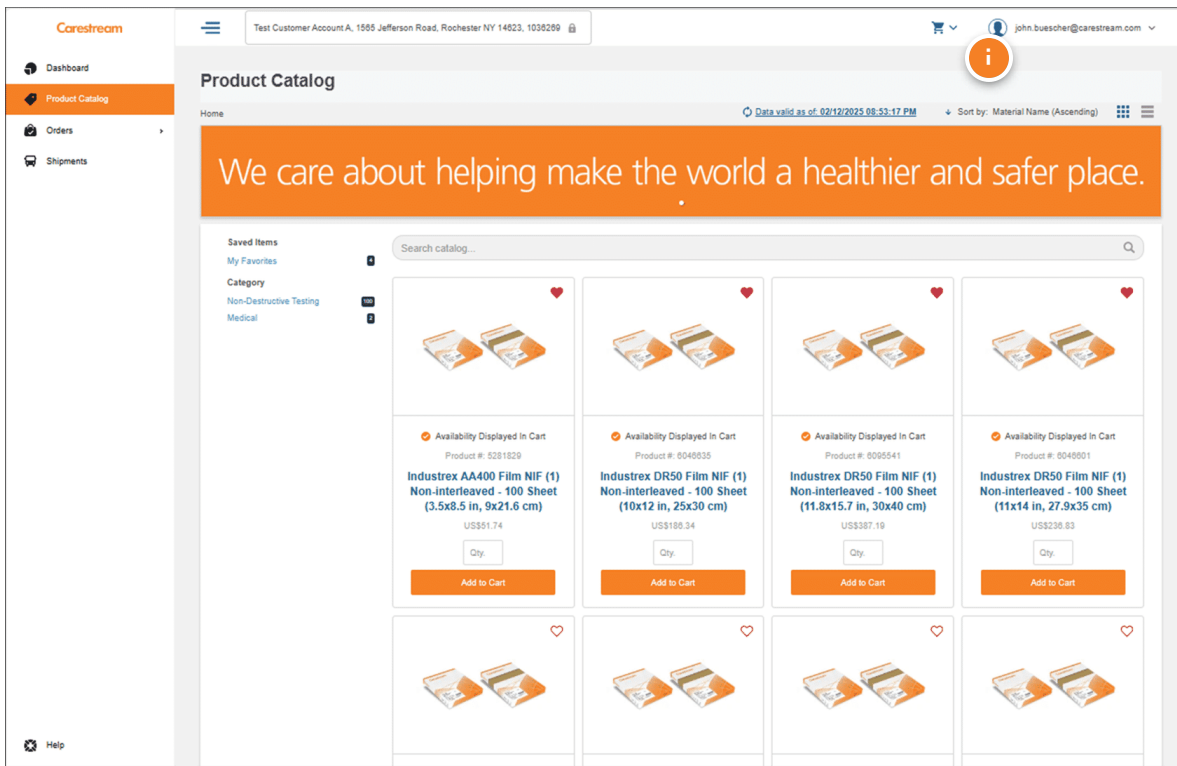 Carestream
Test Customer Account A, 1565 Jefferson Road, Rochester NY 14623, 1036269
john.buescher@carestream.com
i
Dashboard
Product Catalog
Orders
Shipments
Help
Product Catalog
Home
Data valid as of: 02/12/2025 08:53:17 PM
Sort by: Material Name (Ascending)
We care about helping make the world a healthier and safer place.
Saved Items
My Favorites 4
Category
Non-Destructive Testing 100
Medical 2
Search catalog...
Availability Displayed In Cart
Product #: 5281829
Industrex AA400 Film NIF (1)
Non-interleaved - 100 Sheet
(3.5x8.5 in, 9x21.6 cm)
US$51.74
Qty.
Add to Cart
Availability Displayed In Cart
Product #: 6046635
Industrex DR50 Film NIF (1)
Non-interleaved - 100 Sheet
(10x12 in, 25x30 cm)
US$186.34
Qty.
Add to Cart
Availability Displayed In Cart
Product #: 6095541
Industrex DR50 Film NIF (1)
Non-interleaved - 100 Sheet
(11.8x15.7 in, 30x40 cm)
US$387.19
Qty.
Add to Cart
Availability Displayed In Cart
Product #: 6046601
Industrex DR50 Film NIF (1)
Non-interleaved - 100 Sheet
(11x14 in, 27.9x35 cm)
US$236.83
Qty.
Add to Cart